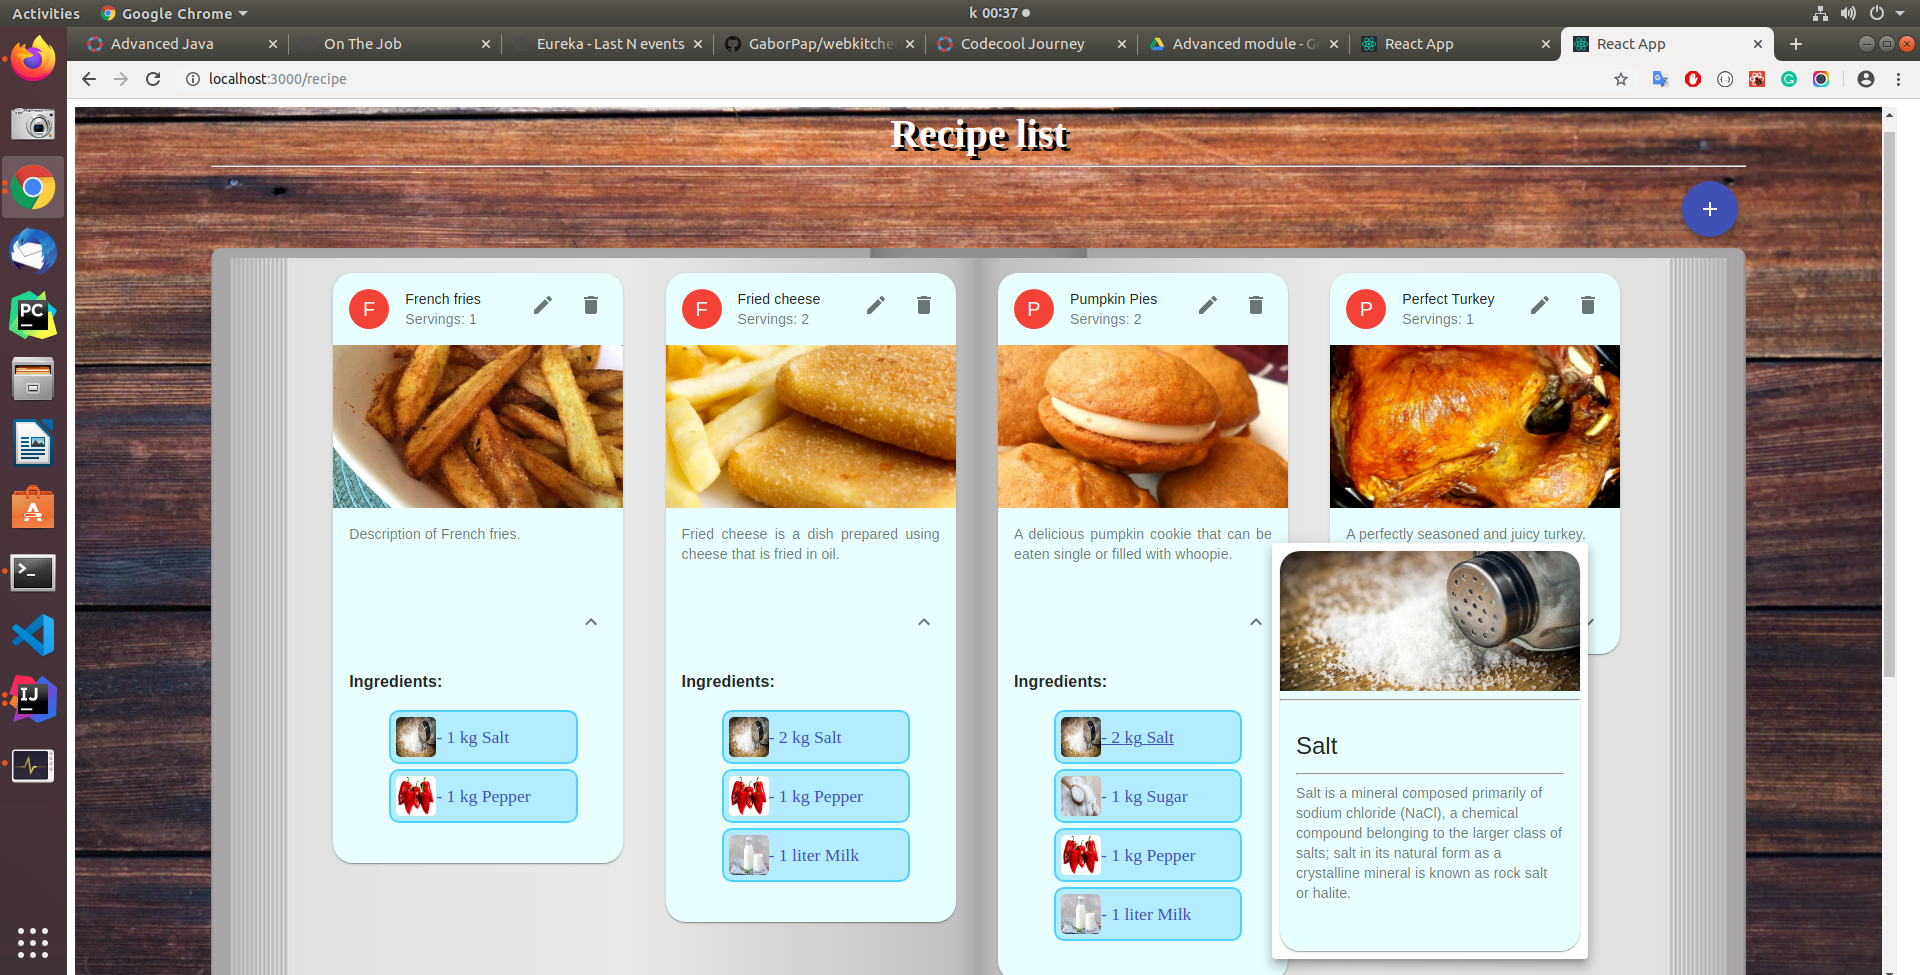 Activities
Google Chrome
k 00:37
Advanced Java
On The Job
Eureka - Last N events
GaborPap/webkitche
Codecool Journey
Advanced module - G
React App
React App
localhost:3000/recipe
Recipe list
F
French fries
Servings: 1
F
Fried cheese
Servings: 2
P
Pumpkin Pies
Servings: 2
P
Perfect Turkey
Servings: 1
Description of French fries.
Fried cheese is a dish prepared using
cheese that is fried in oil.
A delicious pumpkin cookie that can be
eaten single or filled with whoopie.
A perfectly seasoned and juicy turkey.
Ingredients:
- 1 kg Salt
- 1 kg Pepper
Ingredients:
- 2 kg Salt
- 1 kg Pepper
- 1 liter Milk
Ingredients:
- 2 kg Salt
- 1 kg Sugar
- 1 kg Pepper
- 1 liter Milk
Salt
Salt is a mineral composed primarily of
sodium chloride (NaCl), a chemical
compound belonging to the larger class of
salts; salt in its natural form as a
crystalline mineral is known as rock salt
or halite.
PC
IJ